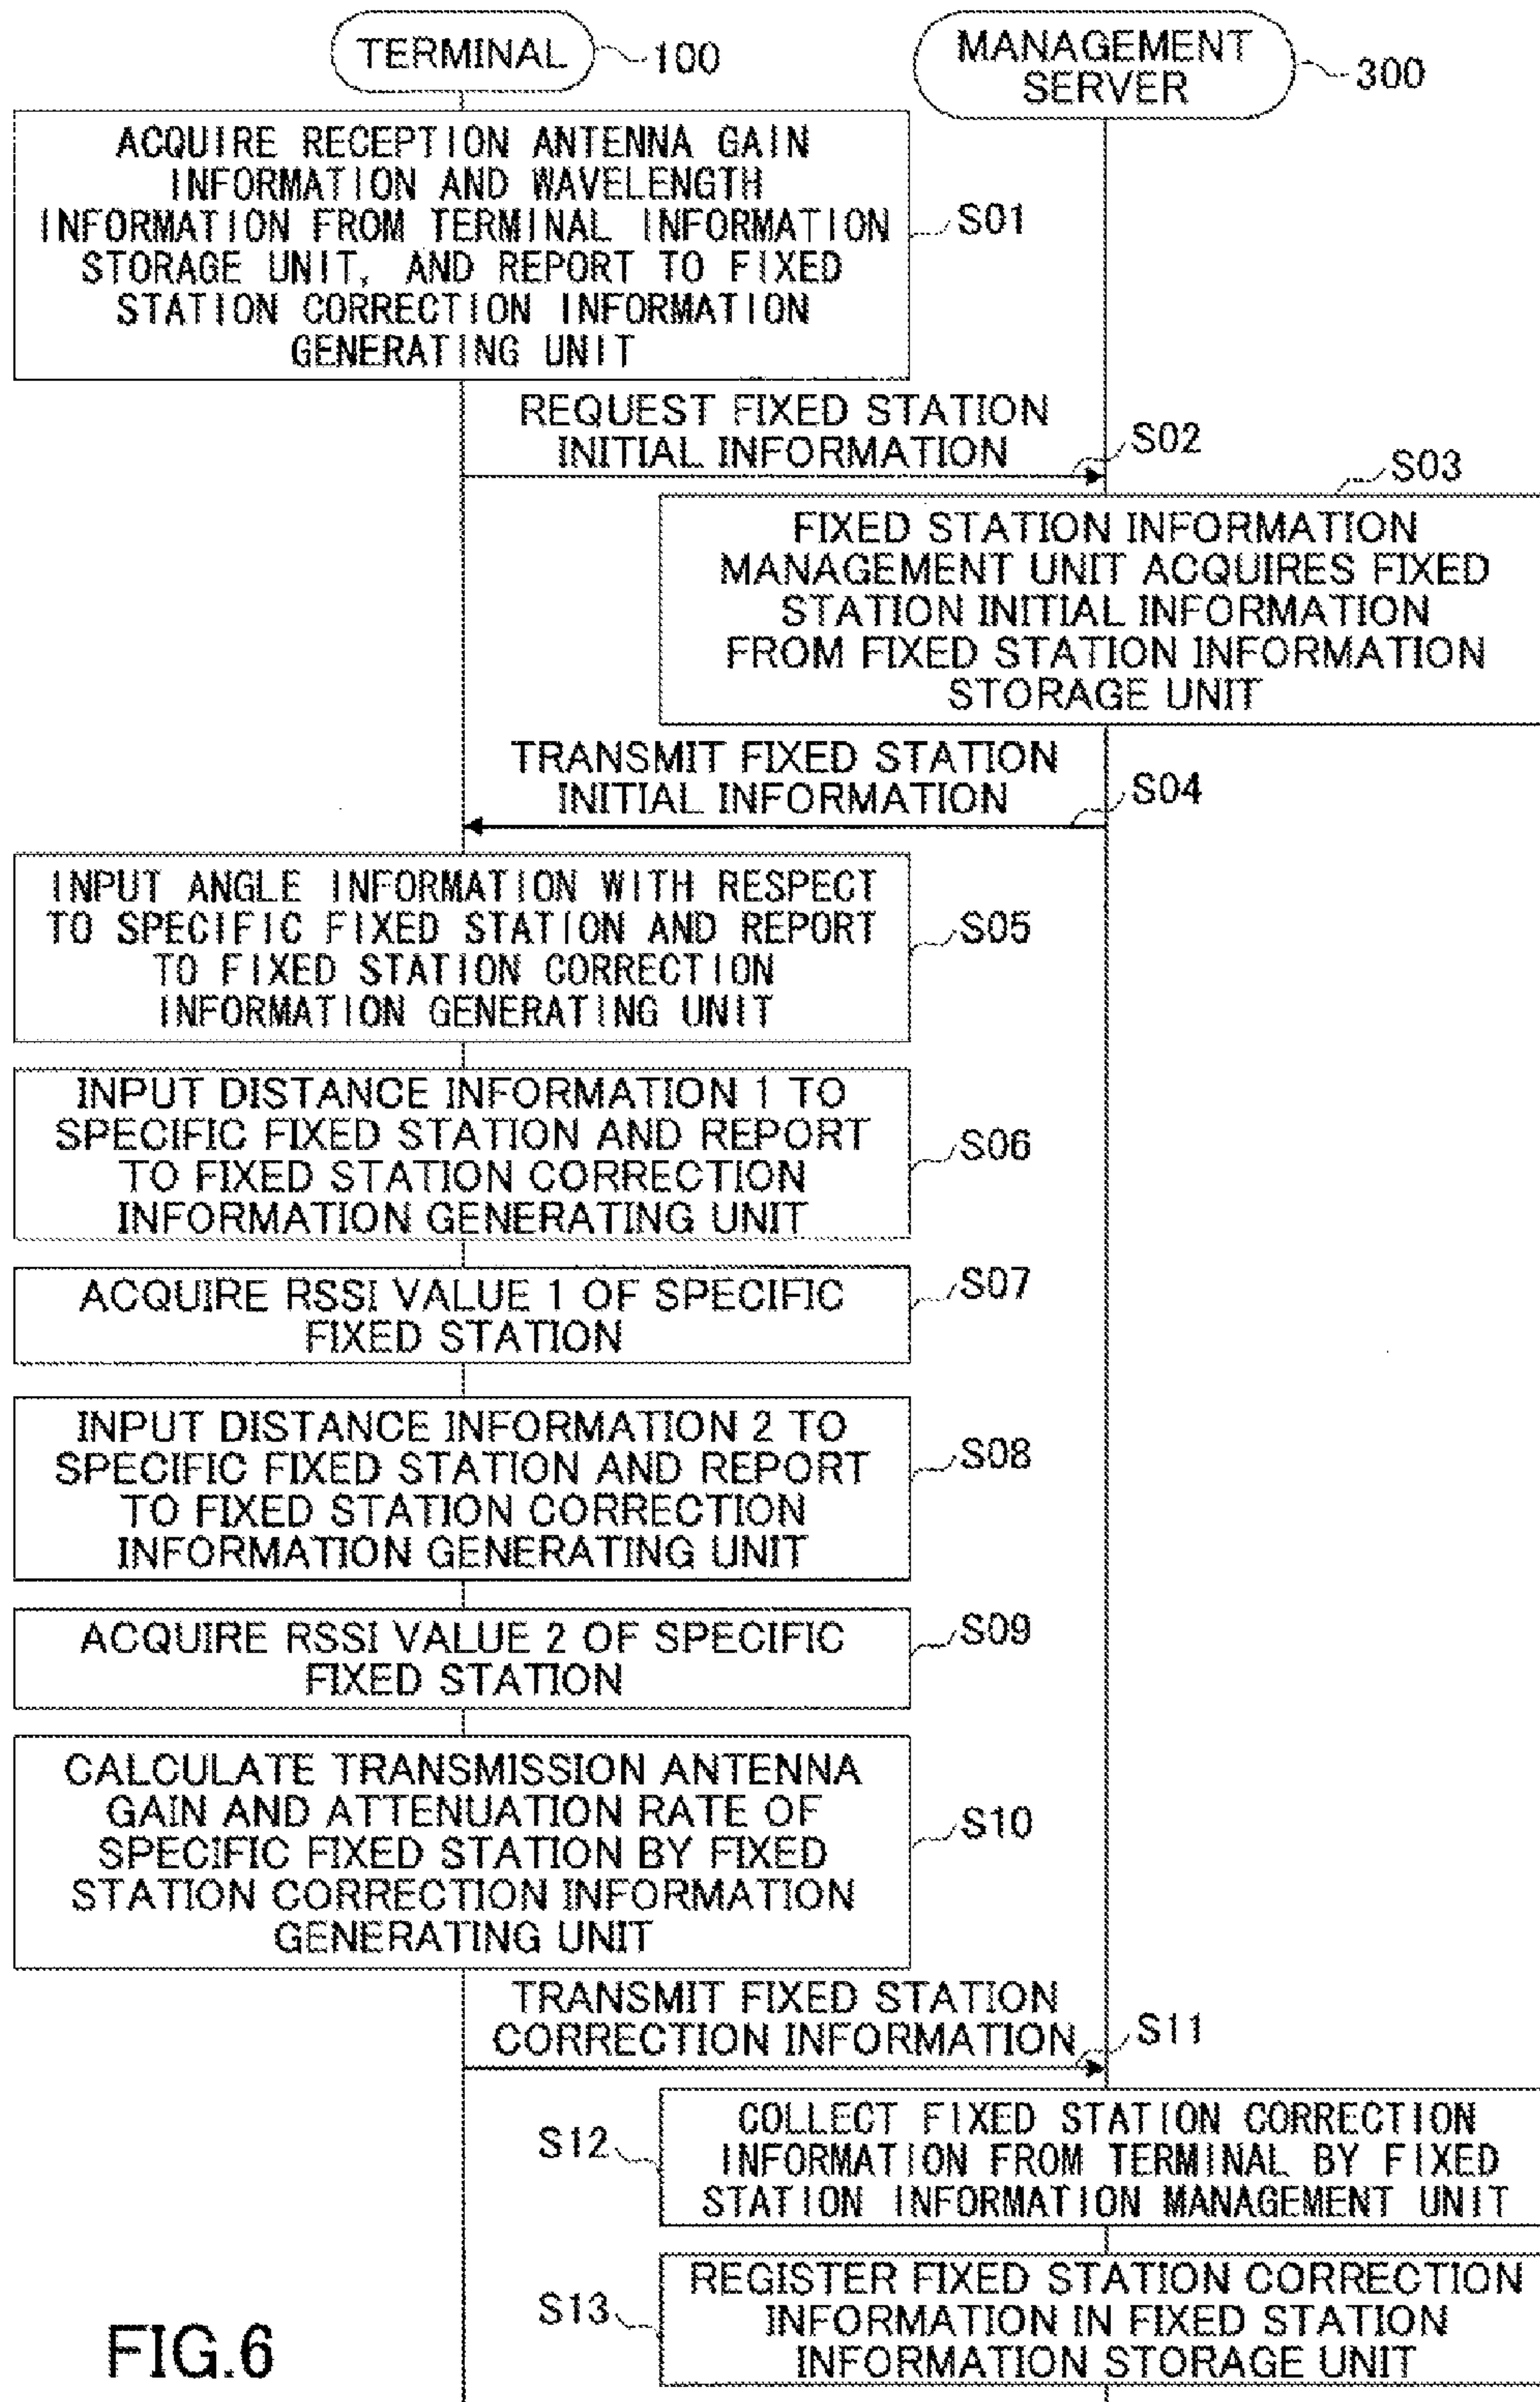 TERMINAL
100
MANAGEMENT
SERVER
300
ACQUIRE RECEPTION ANTENNA GAIN
INFORMATION AND WAVELENGTH
INFORMATION FROM TERMINAL INFORMATION
STORAGE UNIT, AND REPORT TO FIXED
STATION CORRECTION INFORMATION
GENERATING UNIT
S01
REQUEST FIXED STATION
INITIAL INFORMATION
S02
S03
FIXED STATION INFORMATION
MANAGEMENT UNIT ACQUIRES FIXED
STATION INITIAL INFORMATION
FROM FIXED STATION INFORMATION
STORAGE UNIT
TRANSMIT FIXED STATION
INITIAL INFORMATION
S04
INPUT ANGLE INFORMATION WITH RESPECT
TO SPECIFIC FIXED STATION AND REPORT
TO FIXED STATION CORRECTION
INFORMATION GENERATING UNIT
S05
INPUT DISTANCE INFORMATION 1 TO
SPECIFIC FIXED STATION AND REPORT
TO FIXED STATION CORRECTION
INFORMATION GENERATING UNIT
S06
ACQUIRE RSSI VALUE 1 OF SPECIFIC
FIXED STATION
S07
INPUT DISTANCE INFORMATION 2 TO
SPECIFIC FIXED STATION AND REPORT
TO FIXED STATION CORRECTION
INFORMATION GENERATING UNIT
S08
ACQUIRE RSSI VALUE 2 OF SPECIFIC
FIXED STATION
S09
CALCULATE TRANSMISSION ANTENNA
GAIN AND ATTENUATION RATE OF
SPECIFIC FIXED STATION BY FIXED
STATION CORRECTION INFORMATION
GENERATING UNIT
S10
TRANSMIT FIXED STATION
CORRECTION INFORMATION
S11
S12
COLLECT FIXED STATION CORRECTION
INFORMATION FROM TERMINAL BY FIXED
STATION INFORMATION MANAGEMENT UNIT
S13
REGISTER FIXED STATION CORRECTION
INFORMATION IN FIXED STATION
INFORMATION STORAGE UNIT
FIG.6